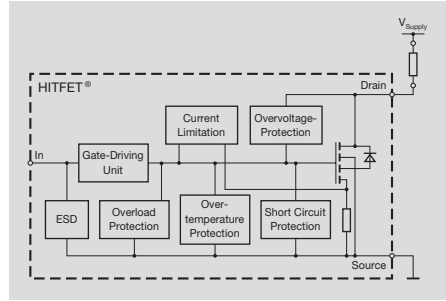 V Supply
Drain
HITFET ®
Current
Limitation
Overvoltage-
Protection
In
Gate-Driving
Unit
ESD
Overload
Protection
Over-
temperature
Protection
Short Circuit
Protection
Source